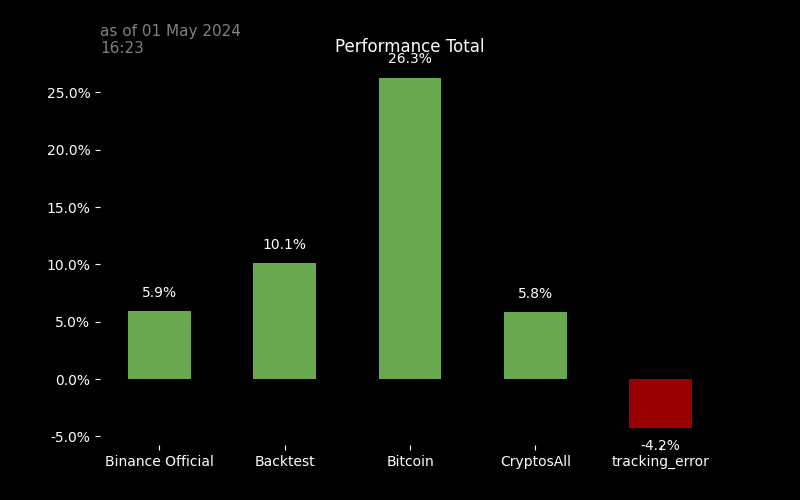 as of 01 May 2024
16:23
Performance Total
26.3%
25.0%
20.0%
15.0%
10.1%
10.0%
5.9%
5.8%
5.0%
0.0%
-5.0%
-4.2%
Binance Official
Backtest
Bitcoin
CryptosAll
tracking_error